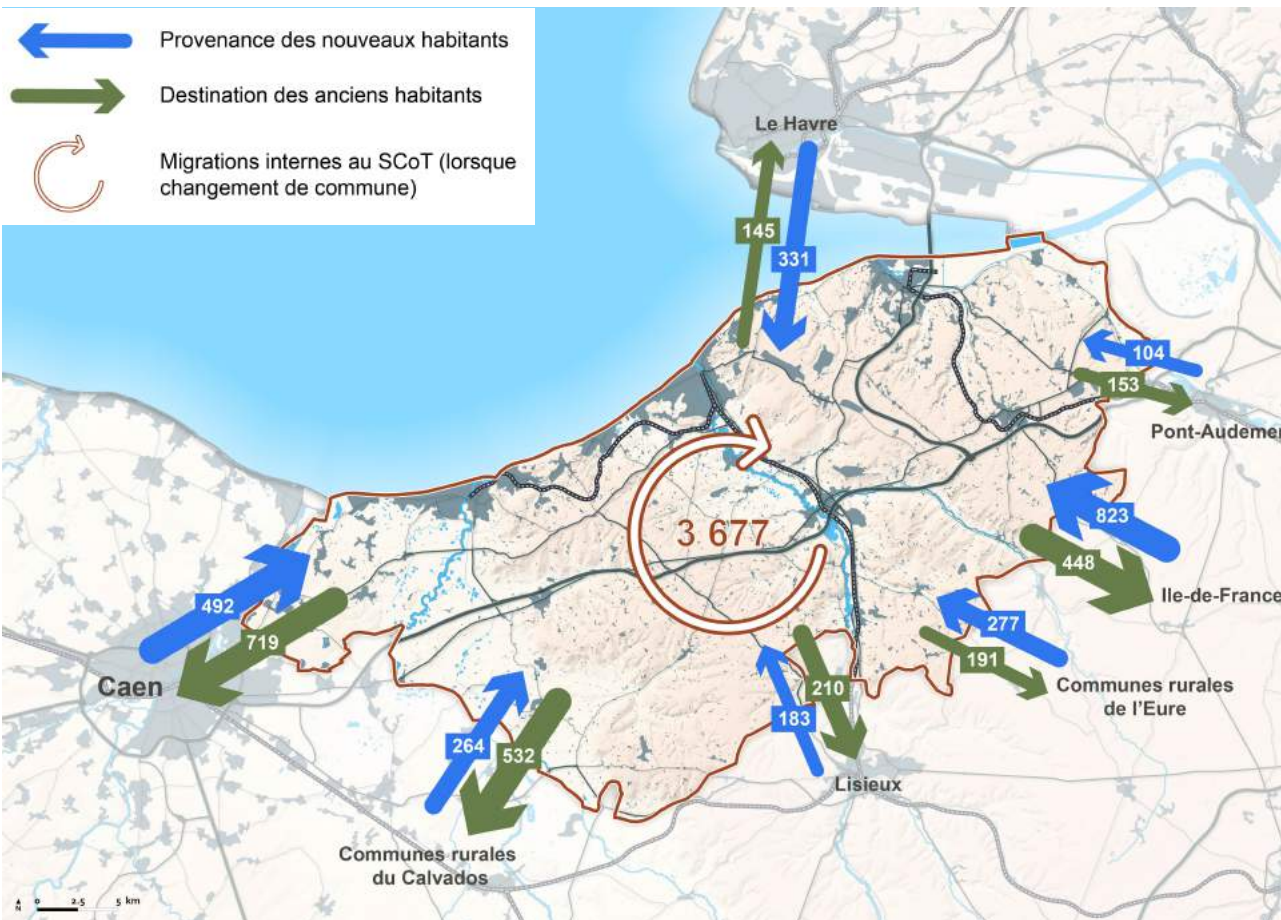 Provenance des nouveaux habitants
Destination des anciens habitants
Migrations internes au SCoT (lorsque
changement de commune)
Le Havre
145
331
104
153
Pont-Audemer
823
448
Ile-de-France
3 677
492
719
Caen
277
191
Communes rurales
de l'Eure
210
183
Lisieux
264
532
Communes rurales
du Calvados
N
0 2.5 5 km